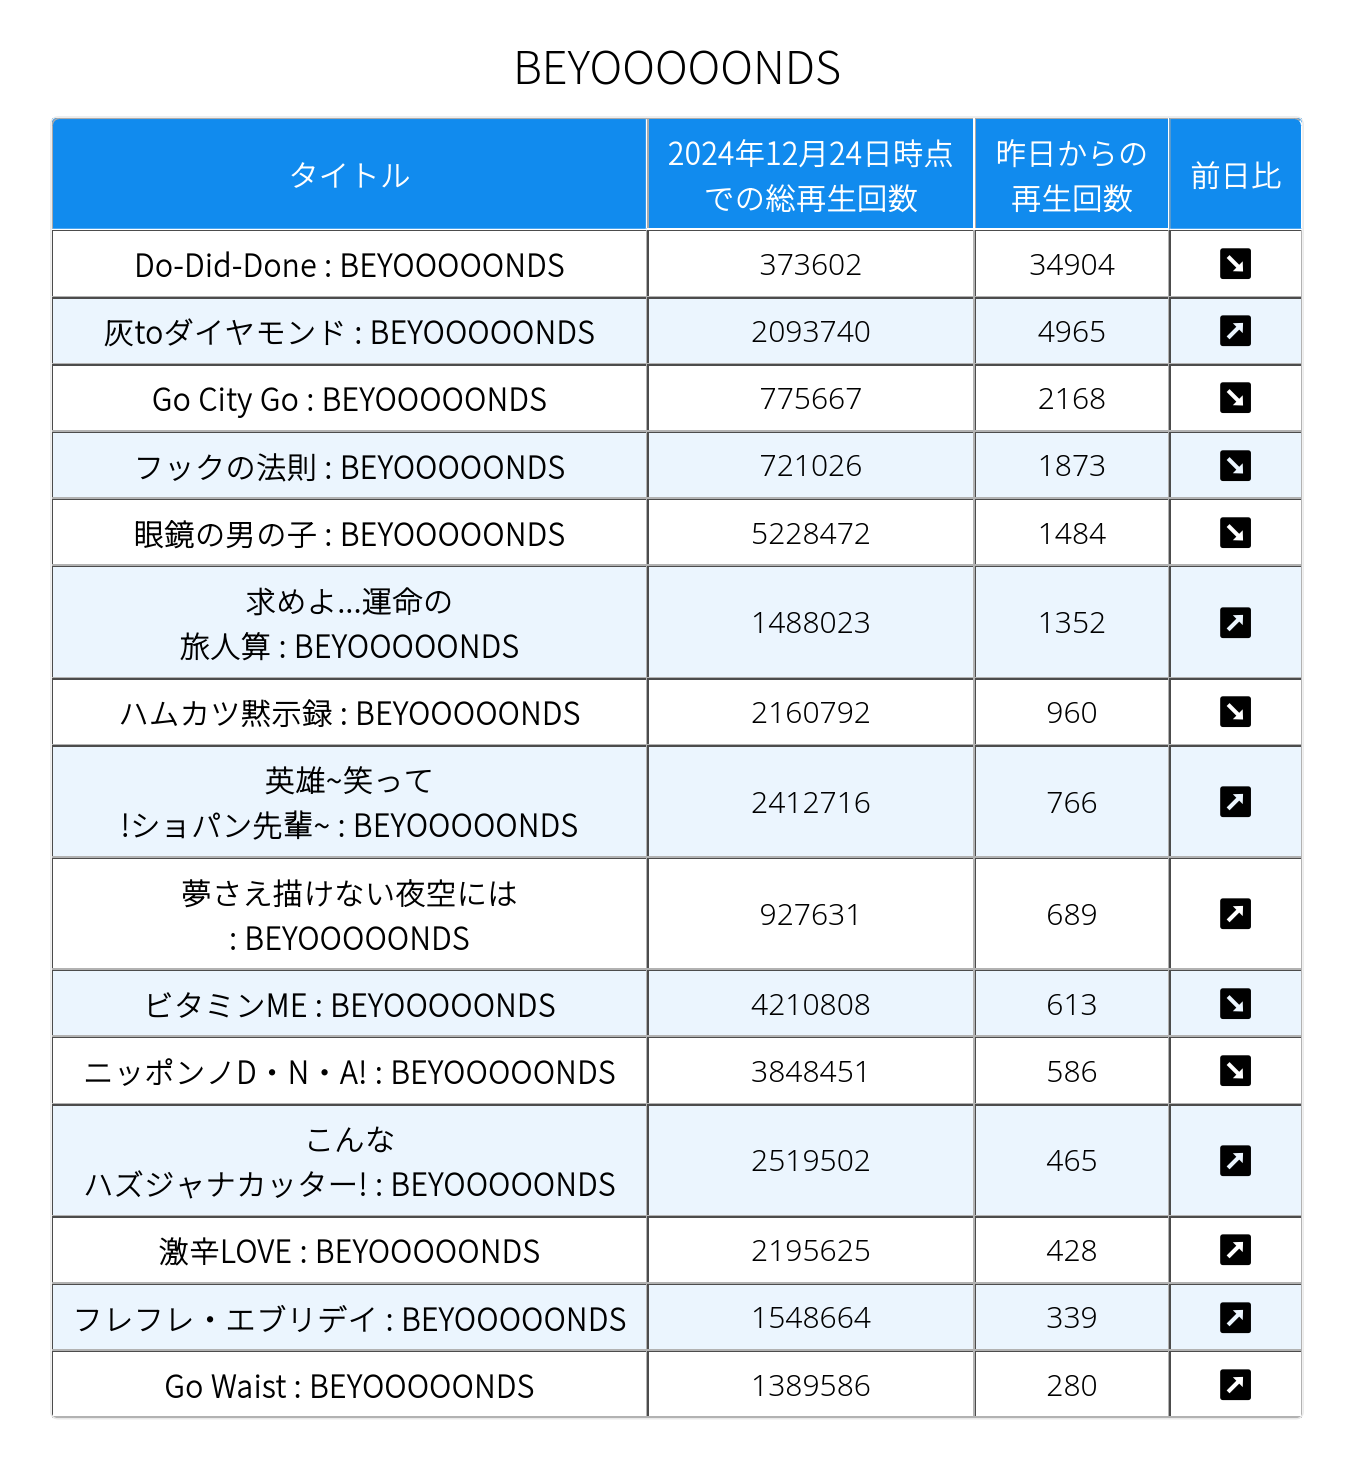 BEYOOOOONDS
タイトル
2024年12月24日時点
での総再生回数
昨日からの
再生回数
前日比
Do-Did-Done : BEYOOOOONDS 373602 34904
灰toダイヤモンド : BEYOOOOONDS 2093740 4965
Go City Go : BEYOOOOONDS 775667 2168
フックの法則 : BEYOOOOONDS 721026 1873
眼鏡の男の子 : BEYOOOOONDS 5228472 1484
求めよ...運命の
旅人算 : BEYOOOOONDS 1488023 1352
ハムカツ黙示録 : BEYOOOOONDS 2160792 960
英雄~笑って
!ショパン先輩~ : BEYOOOOONDS 2412716 766
夢さえ描けない夜空には
: BEYOOOOONDS 927631 689
ビタミンME : BEYOOOOONDS 4210808 613
ニッポンノD・N・A! : BEYOOOOONDS 3848451 586
こんな
ハズジャナカッター! : BEYOOOOONDS 2519502 465
激辛LOVE : BEYOOOOONDS 2195625 428
フレフレ・エブリデイ : BEYOOOOONDS 1548664 339
Go Waist : BEYOOOOONDS 1389586 280